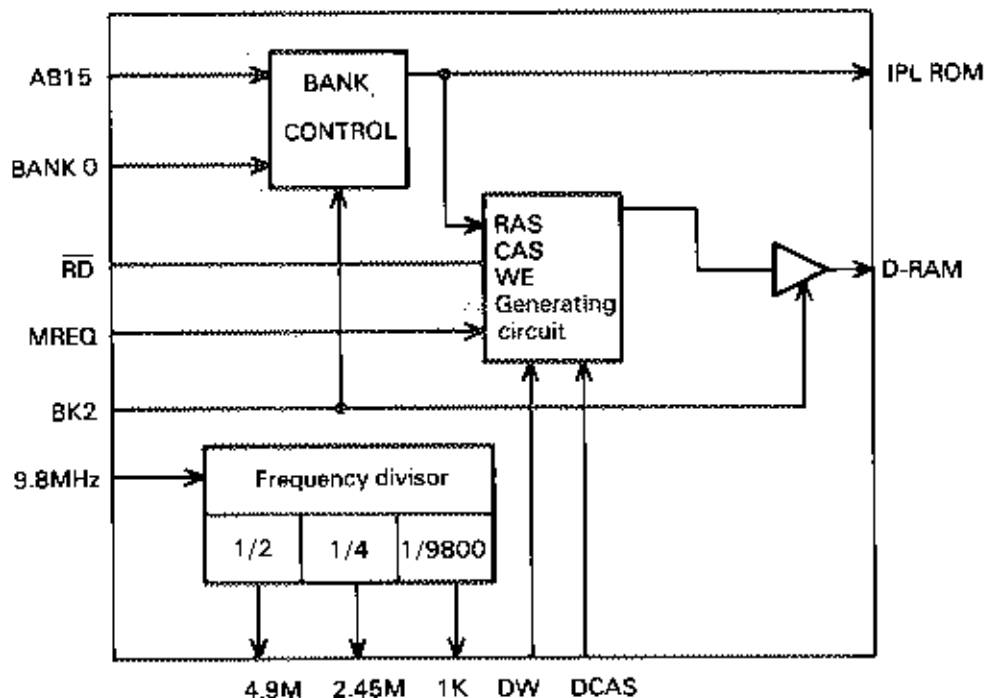 AB15
BANK 0
R̅D̅
MREQ
BK2
9.8MHz
BANK
CONTROL
RAS
CAS
WE
Generating
circuit
IPL ROM
D-RAM
Frequency divisor
1/2 1/4 1/9800
4.9M 2.45M 1K DW DCAS